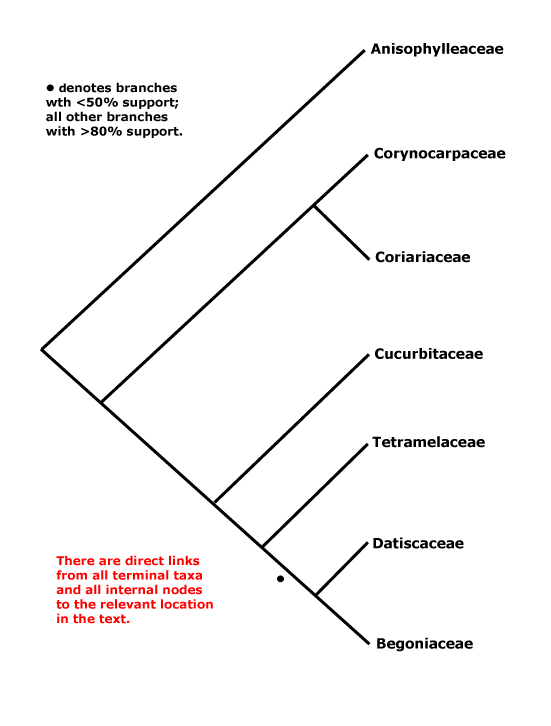 Anisophylleaceae
● denotes branches
wth <50% support;
all other branches
with >80% support.
Corynocarpaceae
Coriariaceae
Cucurbitaceae
Tetramelaceae
Datiscaceae
There are direct links
from all terminal taxa
and all internal nodes
to the relevant location
in the text.
Begoniaceae